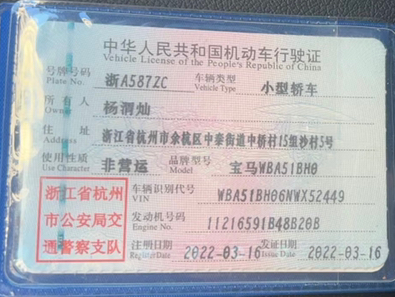 中华人民共和国机动车行驶证
Vehicle License of the People's Republic of China
号牌号码 浙A587ZC 车辆类型 小型轿车
Plate No. Vehicle Type
所有人 杨泗灿
Owner
住址 浙江省杭州市余杭区中泰街道中桥村15组枌村5号
Address
使用性质 非营运 品牌型号 宝马WBA51BH0
Use Character Model
浙江省杭州
市公安局交
通警察支队
车辆识别代号 WBA51BH06NWX52449
VIN
发动机号码 11216591B48B20B
Engine No.
注册日期 2022-03-16 发证日期 2022-03-16
Register Date Issue Date